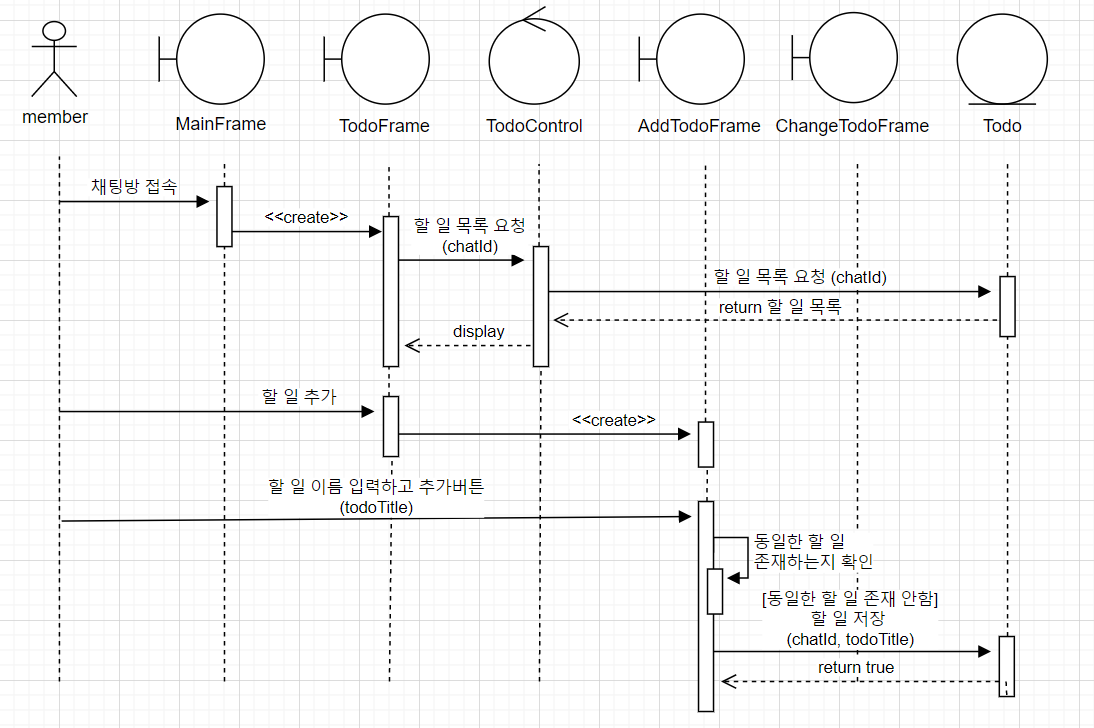 member
MainFrame
TodoFrame
TodoControl
AddTodoFrame
ChangeTodoFrame
Todo
채팅방 접속
<<create>>
할 일 목록 요청
(chatId)
할 일 목록 요청 (chatId)
return 할 일 목록
display
할 일 추가
<<create>>
할 일 이름 입력하고 추가버튼
(todoTitle)
동일한 할 일
존재하는지 확인
[동일한 할 일 존재 안함]
할 일 저장
(chatId, todoTitle)
return true